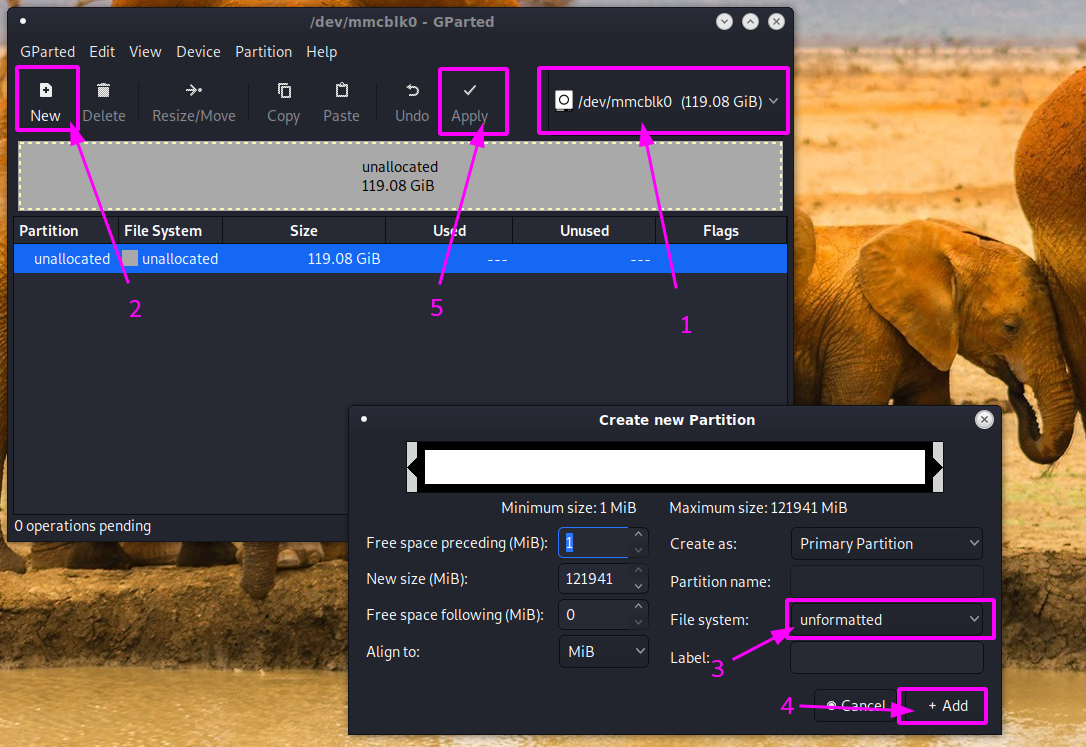 /dev/mmcblk0 - GParted
GParted Edit View Device Partition Help
New Delete Resize/Move Copy Paste Undo Apply /dev/mmcblk0 (119.08 GiB)
unallocated
119.08 GiB
Partition File System Size Used Unused Flags
unallocated unallocated 119.08 GiB --- ---
2 5 1
0 operations pending
Create new Partition
Minimum size: 1 MiB Maximum size: 121941 MiB
Free space preceding (MiB): 1 Create as: Primary Partition
New size (MiB): 121941 Partition name:
Free space following (MiB): 0 File system: unformatted
Align to: MiB Label:
3
4 Cancel + Add